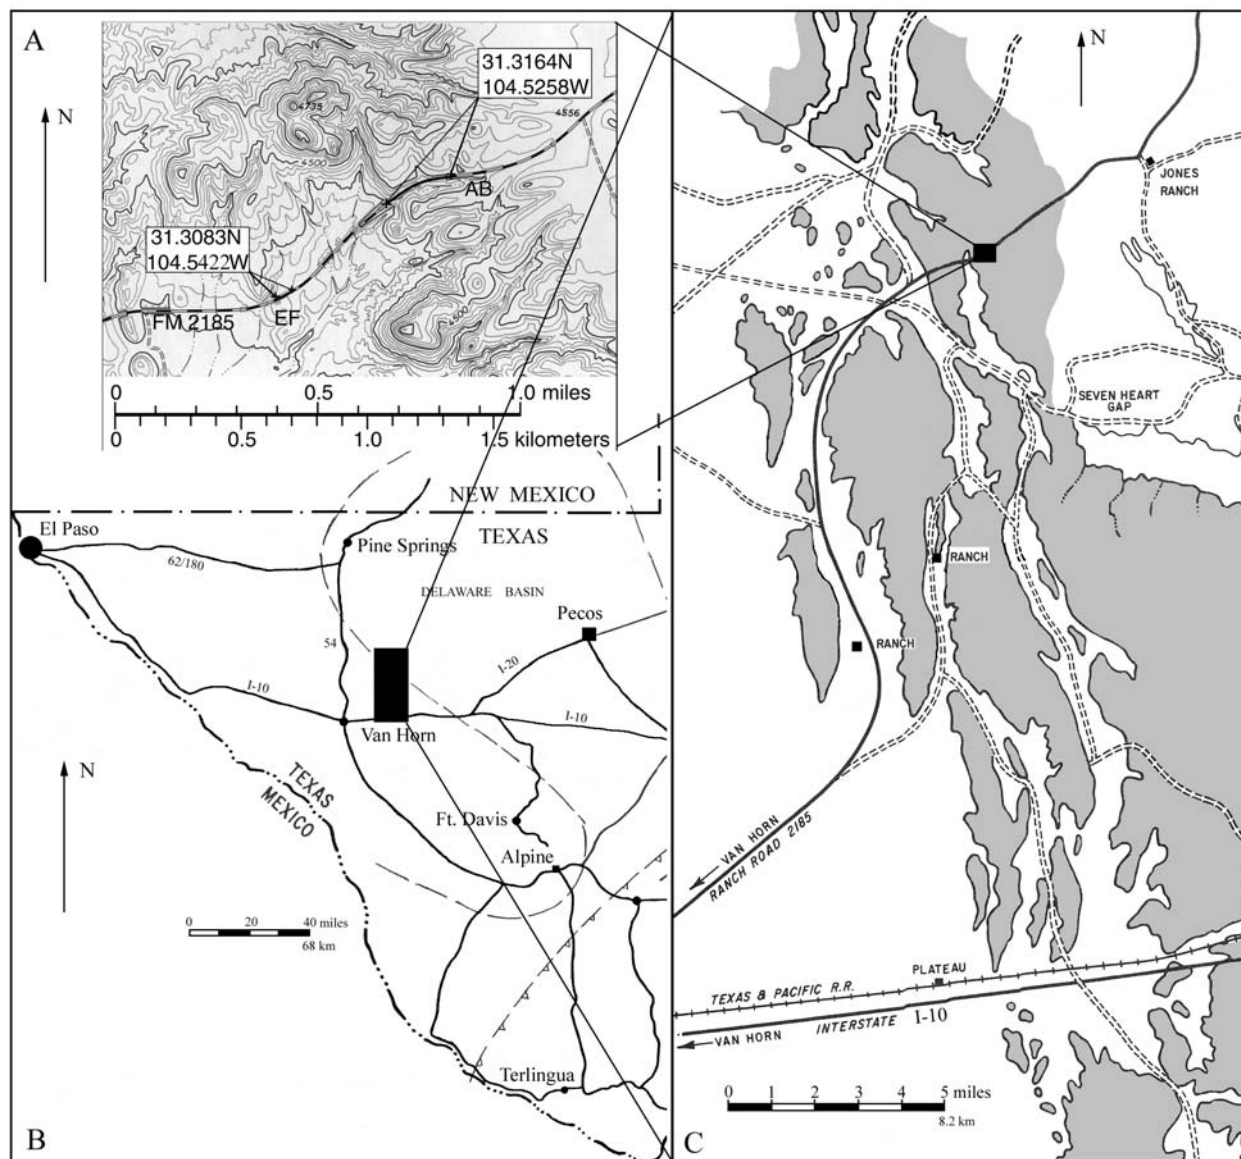 A
N
31.3164N
104.5258W
4735
4556
4500
AB
31.3083N
104.5422W
FM 2185
EF
4500
0 0.5 1.0 miles
0 0.5 1.0 1.5 kilometers
NEW MEXICO
TEXAS
El Paso
62/180
Pine Springs
DELAWARE BASIN
Pecos
54
I-20
I-10
I-10
Van Horn
N
TEXAS
MEXICO
Ft. Davis
Alpine
0 20 40 miles
68 km
Terlingua
B
N
JONES
RANCH
SEVEN HEART
GAP
RANCH
RANCH
VAN HORN
RANCH ROAD 2185
PLATEAU
TEXAS & PACIFIC R.R.
INTERSTATE I-10
VAN HORN
0 1 2 3 4 5 miles
8.2 km
C